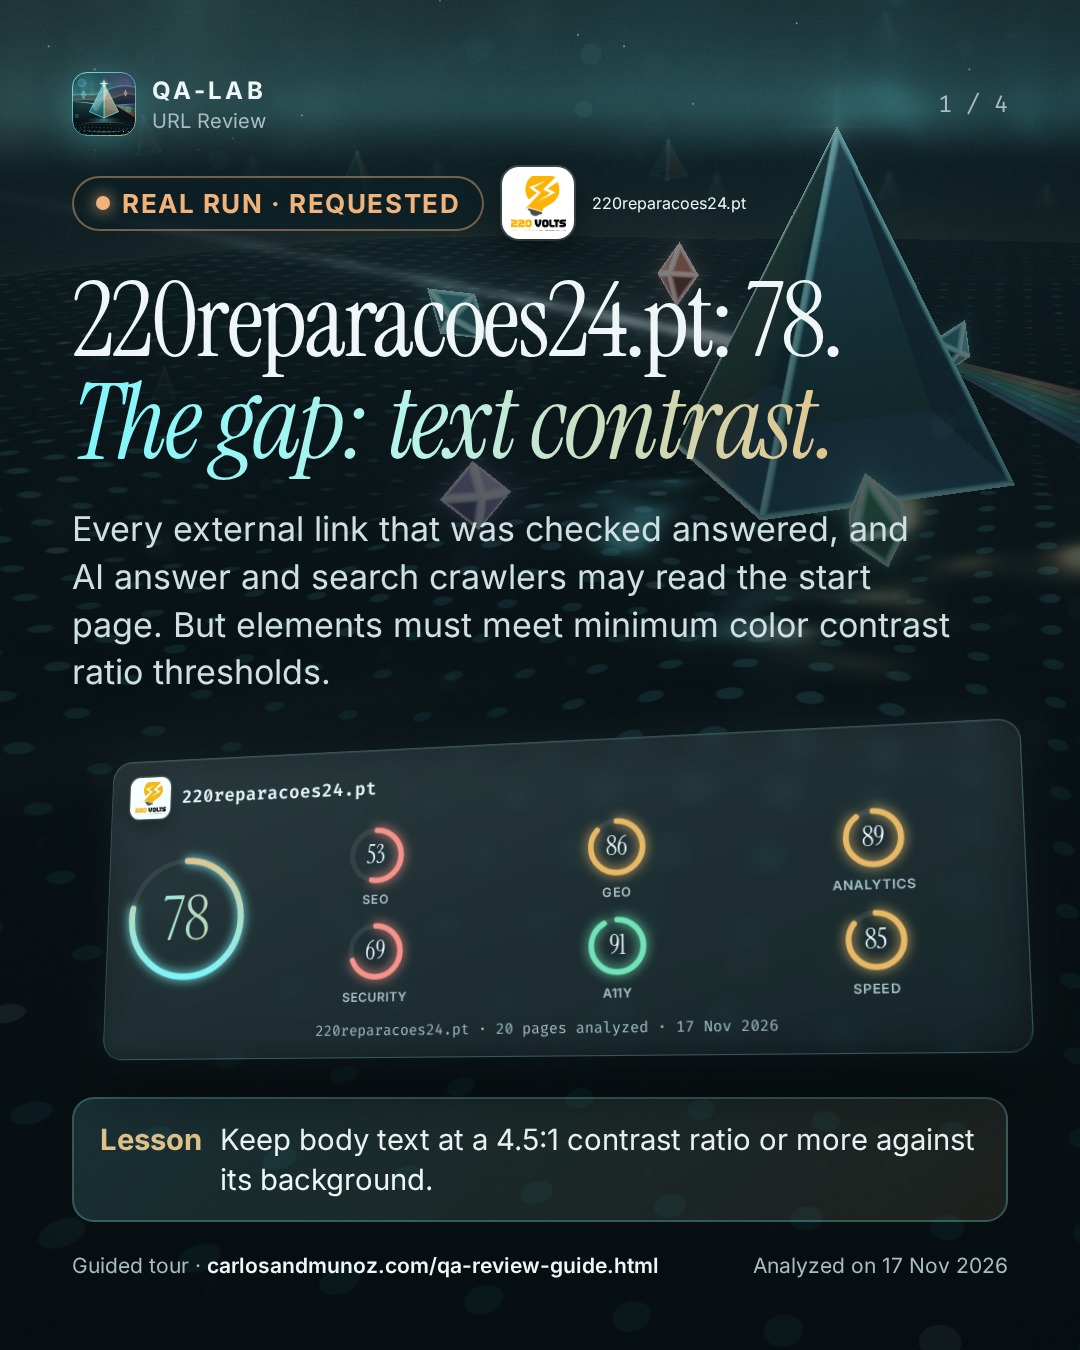 QA-LAB
URL Review
1 / 4
REAL RUN · REQUESTED
220 VOLTS
220reparacoes24.pt
220reparacoes24.pt: 78.
The gap: text contrast.
Every external link that was checked answered, and
AI answer and search crawlers may read the start
page. But elements must meet minimum color contrast
ratio thresholds.
220 VOLTS
220reparacoes24.pt
78
53
SEO
86
GEO
89
ANALYTICS
69
SECURITY
91
A11Y
85
SPEED
220reparacoes24.pt · 20 pages analyzed · 17 Nov 2026
Lesson Keep body text at a 4.5:1 contrast ratio or more against
its background.
Guided tour · carlosandmunoz.com/qa-review-guide.html
Analyzed on 17 Nov 2026